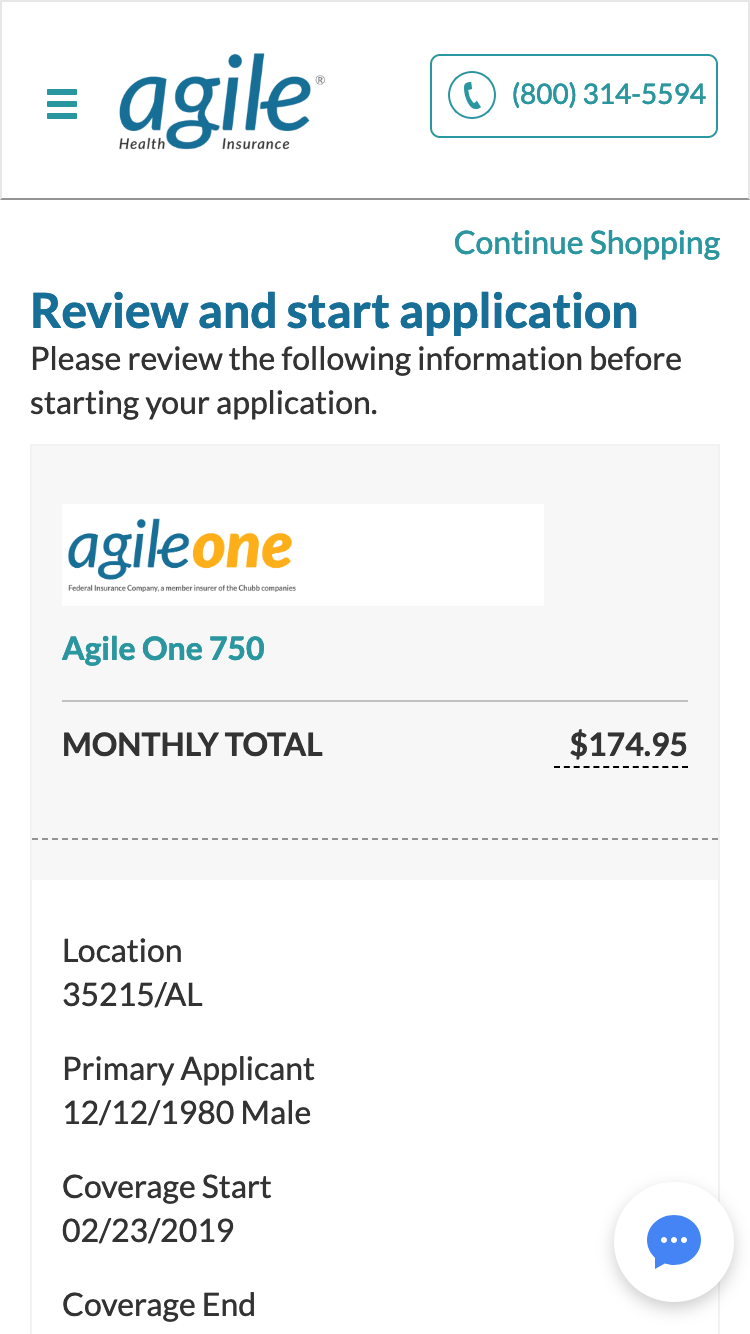 agile®
Health Insurance
(800) 314-5594
Continue Shopping
Review and start application
Please review the following information before
starting your application.
agileone
Federal Insurance Company, a member insurer of the Chubb companies
Agile One 750
MONTHLY TOTAL $174.95
Location
35215/AL
Primary Applicant
12/12/1980 Male
Coverage Start
02/23/2019
Coverage End